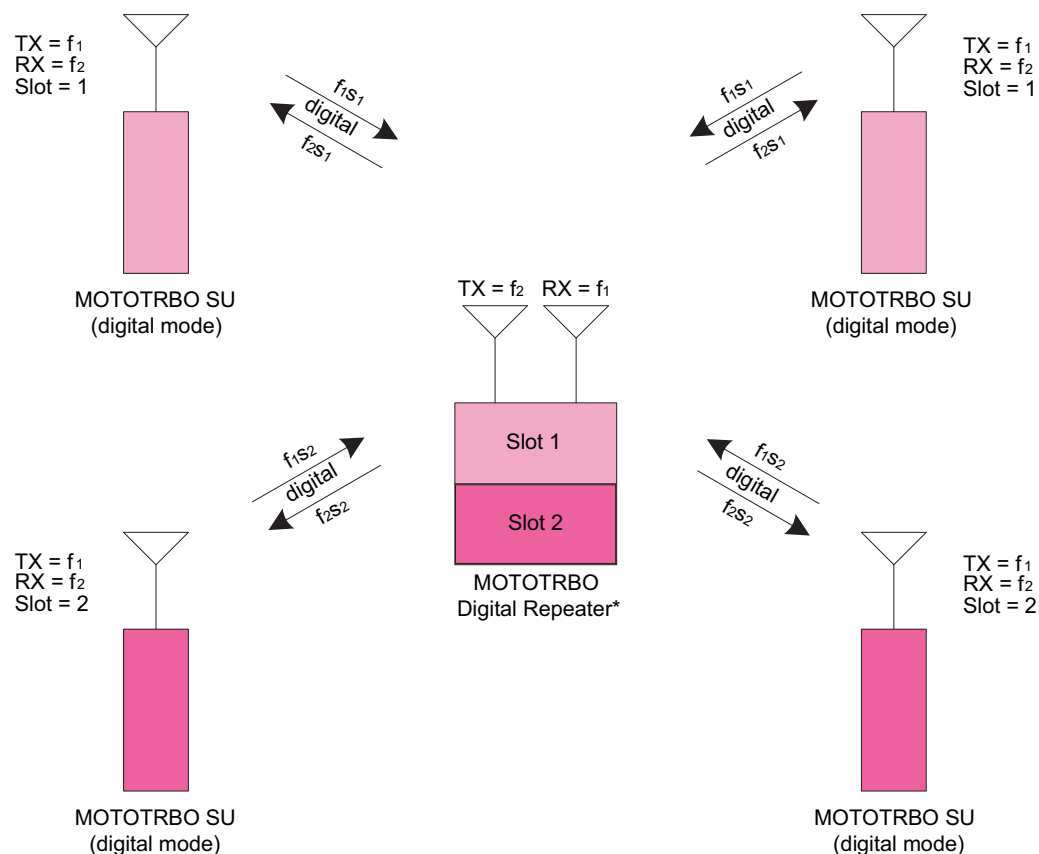 TX = f₁
RX = f₂
Slot = 1
f₁s₁
digital
f₂s₁
MOTOTRBO SU
(digital mode)
f₁s₁
digital
f₂s₁
TX = f₁
RX = f₂
Slot = 1
MOTOTRBO SU
(digital mode)
TX = f₂ RX = f₁
Slot 1
Slot 2
MOTOTRBO
Digital Repeater*
f₁s₂
digital
f₂s₂
TX = f₁
RX = f₂
Slot = 2
MOTOTRBO SU
(digital mode)
f₁s₂
digital
f₂s₂
TX = f₁
RX = f₂
Slot = 2
MOTOTRBO SU
(digital mode)